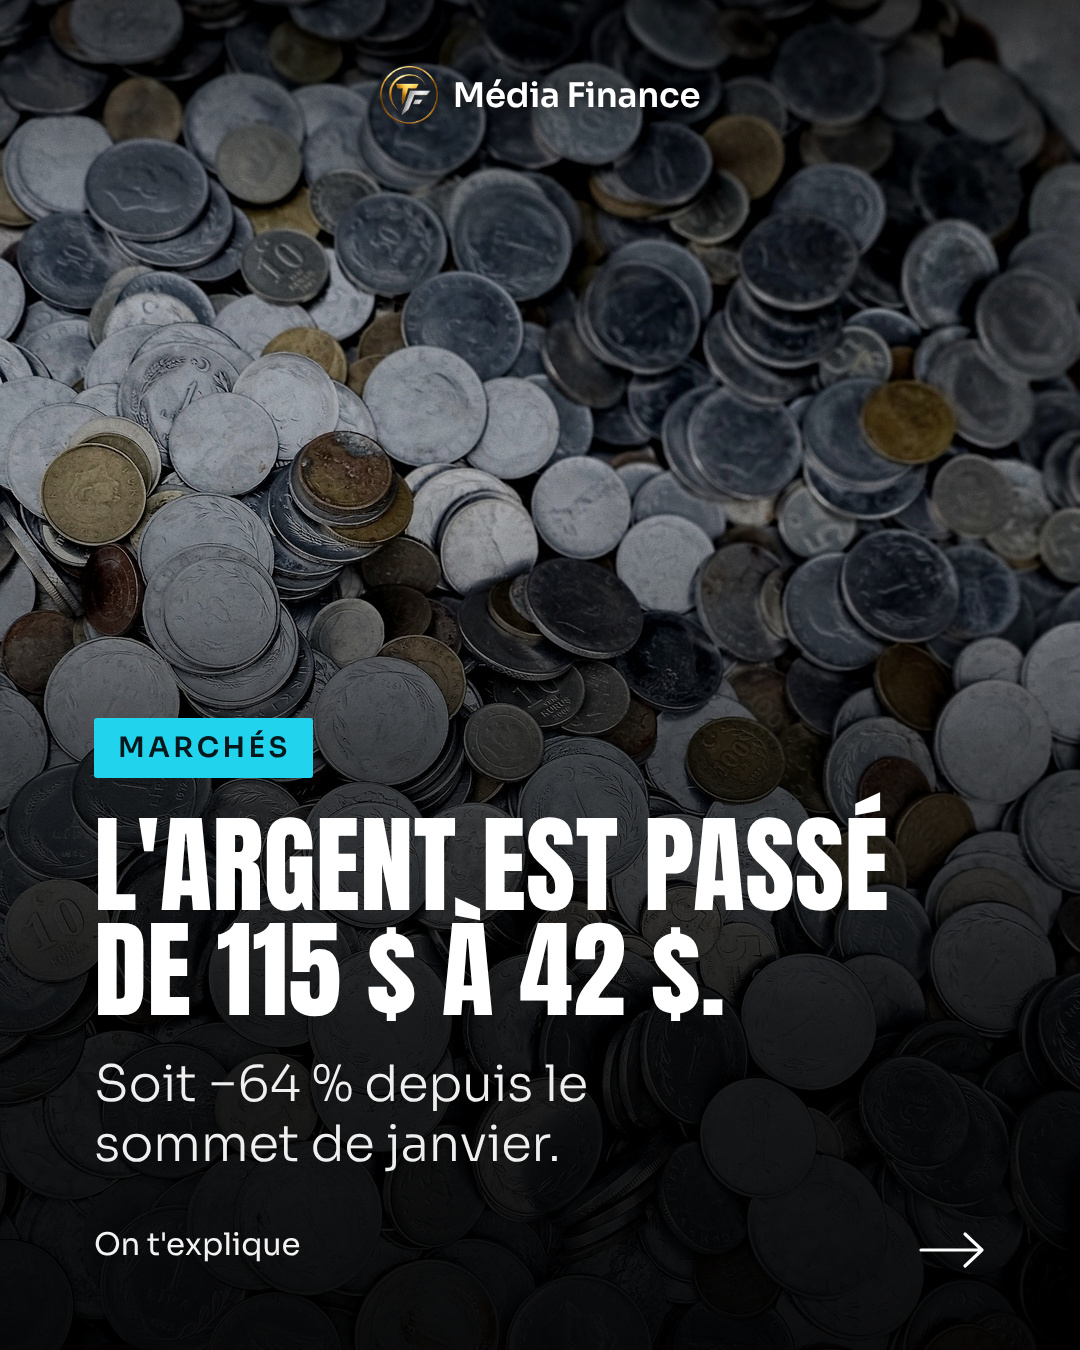 Média Finance
MARCHÉS
L'ARGENT EST PASSÉ
DE 115 $ À 42 $.
Soit −64 % depuis le
sommet de janvier.
On t'explique